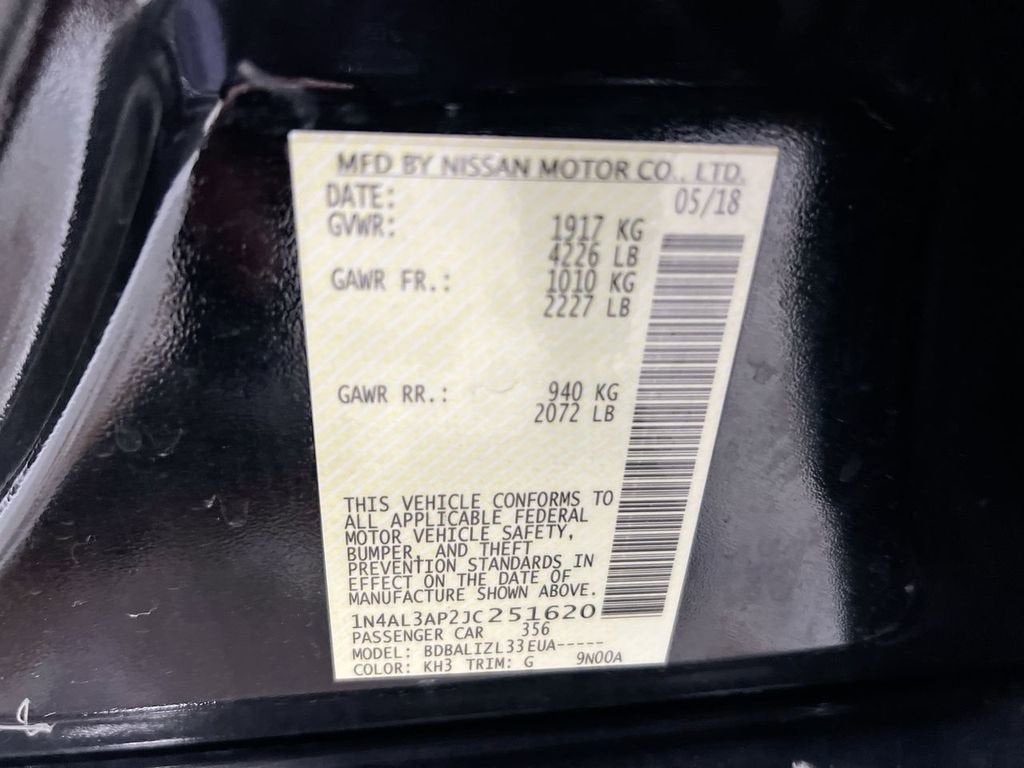 MFD BY NISSAN MOTOR CO., LTD.
DATE: 05/18
GVWR: 1917 KG
4226 LB
GAWR FR.: 1010 KG
2227 LB
GAWR RR.: 940 KG
2072 LB
THIS VEHICLE CONFORMS TO
ALL APPLICABLE FEDERAL
MOTOR VEHICLE SAFETY,
BUMPER, AND THEFT
PREVENTION STANDARDS IN
EFFECT ON THE DATE OF
MANUFACTURE SHOWN ABOVE.
1N4AL3AP2JC251620
PASSENGER CAR 356
MODEL: BDBALIZL33EUA-----
COLOR: KH3 TRIM: G 9N00A